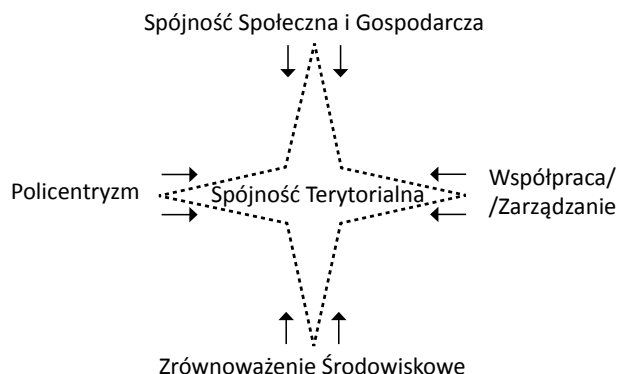 Spójność Społeczna i Gospodarcza
Policentryzm
Spójność Terytorialna
Współpraca/
/Zarządzanie
Zrównoważenie Środowiskowe